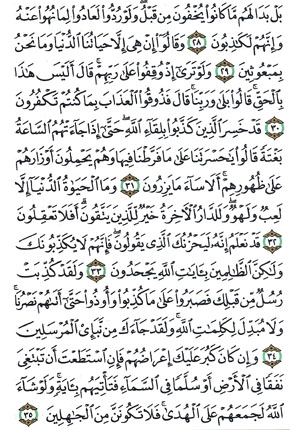 بَلْ بَدَا لَهُم مَّا كَانُوا۟ يُخْفُونَ مِن قَبْلُ ۖ وَلَوْ رُدُّوا۟ لَعَادُوا۟ لِمَا نُهُوا۟ عَنْهُ
وَإِنَّهُمْ لَكَٰذِبُونَ ٢٨ وَقَالُوٓا۟ إِنْ هِىَ إِلَّا حَيَاتُنَا ٱلدُّنْيَا وَمَا نَحْنُ
بِمَبْعُوثِينَ ٢٩ وَلَوْ تَرَىٰٓ إِذْ وُقِفُوا۟ عَلَىٰ رَبِّهِمْ ۚ قَالَ أَلَيْسَ هَٰذَا
بِٱلْحَقِّ ۚ قَالُوا۟ بَلَىٰ وَرَبِّنَا ۚ قَالَ فَذُوقُوا۟ ٱلْعَذَابَ بِمَا كُنتُمْ تَكْفُرُونَ
٣٠ قَدْ خَسِرَ ٱلَّذِينَ كَذَّبُوا۟ بِلِقَآءِ ٱللَّهِ ۖ حَتَّىٰٓ إِذَا جَآءَتْهُمُ ٱلسَّاعَةُ
بَغْتَةً قَالُوا۟ يَٰحَسْرَتَنَا عَلَىٰ مَا فَرَّطْنَا فِيهَا وَهُمْ يَحْمِلُونَ أَوْزَارَهُمْ
عَلَىٰ ظُهُورِهِمْ ۚ أَلَا سَآءَ مَا يَزِرُونَ ٣١ وَمَا ٱلْحَيَوٰةُ ٱلدُّنْيَآ إِلَّا
لَعِبٌ وَلَهْوٌ ۖ وَلَلدَّارُ ٱلْءَاخِرَةُ خَيْرٌ لِّلَّذِينَ يَتَّقُونَ ۗ أَفَلَا تَعْقِلُونَ
٣٢ قَدْ نَعْلَمُ إِنَّهُۥ لَيَحْزُنُكَ ٱلَّذِى يَقُولُونَ ۖ فَإِنَّهُمْ لَا يُكَذِّبُونَكَ
وَلَٰكِنَّ ٱلظَّٰلِمِينَ بِـَٔايَٰتِ ٱللَّهِ يَجْحَدُونَ ٣٣ وَلَقَدْ كُذِّبَتْ
رُسُلٌ مِّن قَبْلِكَ فَصَبَرُوا۟ عَلَىٰ مَا كُذِّبُوا۟ وَأُوذُوا۟ حَتَّىٰٓ أَتَىٰهُمْ نَصْرُنَا ۚ
وَلَا مُبَدِّلَ لِكَلِمَٰتِ ٱللَّهِ ۚ وَلَقَدْ جَآءَكَ مِن نَّبَإِى۟ ٱلْمُرْسَلِينَ
٣٤ وَإِن كَانَ كَبُرَ عَلَيْكَ إِعْرَاضُهُمْ فَإِنِ ٱسْتَطَعْتَ أَن تَبْتَغِىَ
نَفَقًا فِى ٱلْأَرْضِ أَوْ سُلَّمًا فِى ٱلسَّمَآءِ فَتَأْتِيَهُم بِـَٔايَةٍ ۚ وَلَوْ شَآءَ
ٱللَّهُ لَجَمَعَهُمْ عَلَى ٱلْهُدَىٰ ۚ فَلَا تَكُونَنَّ مِنَ ٱلْجَٰهِلِينَ ٣٥